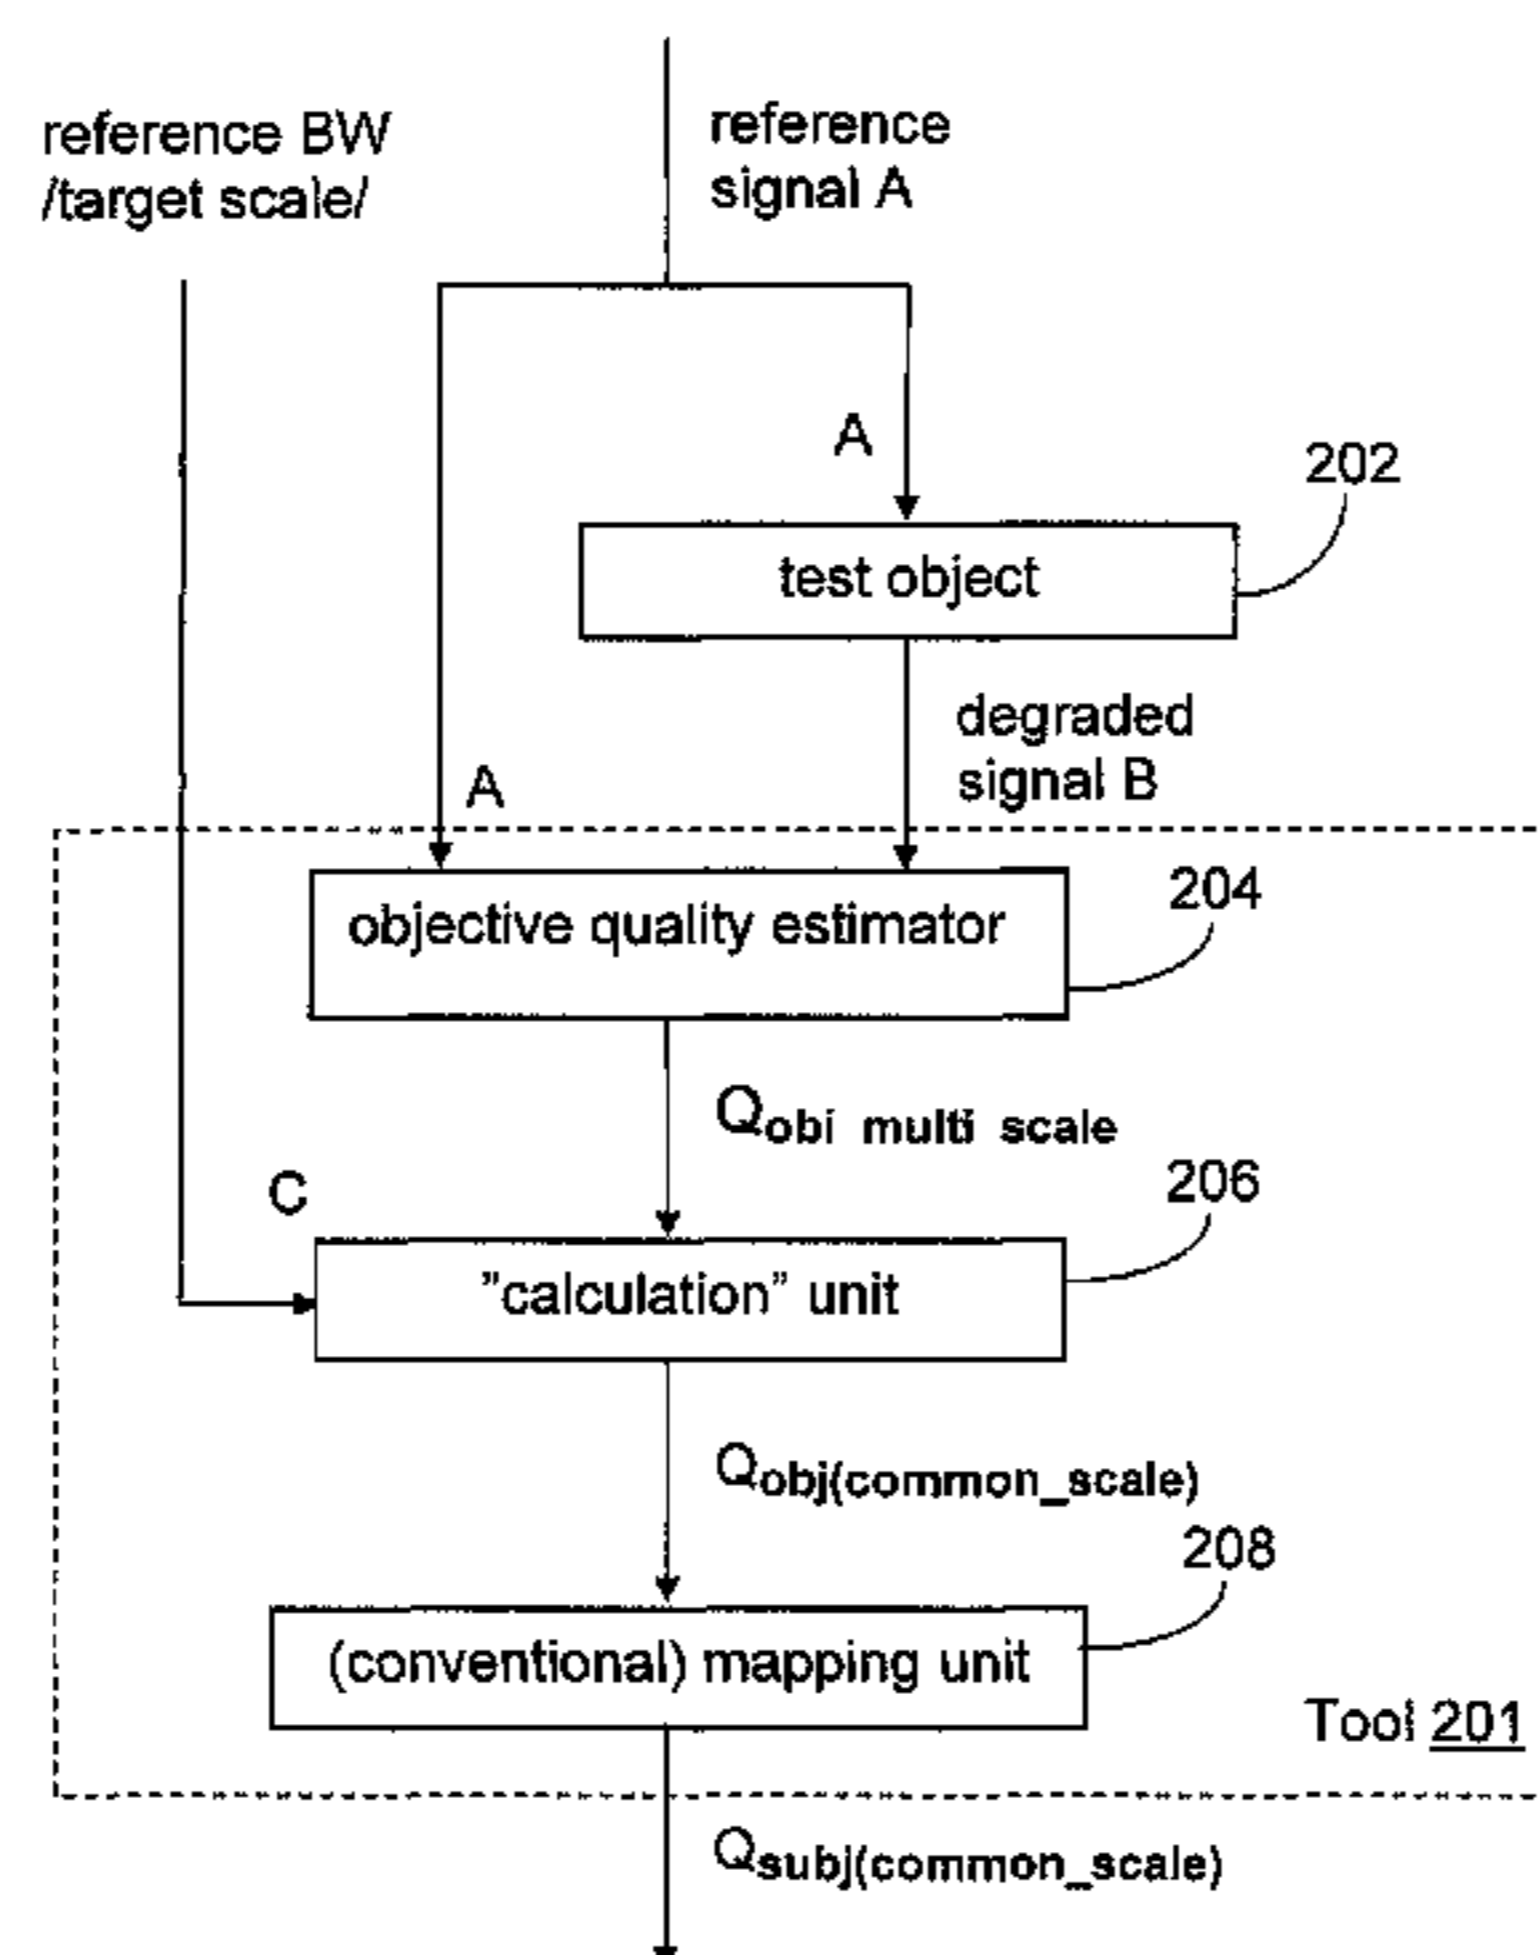 reference BW
/target scale/
reference
signal A
A
202
test object
degraded
signal B
A
204
objective quality estimator
Qobj multi scale
C
206
"calculation" unit
Qobj(common_scale)
208
(conventional) mapping unit
Tool 201
Qsubj(common_scale)